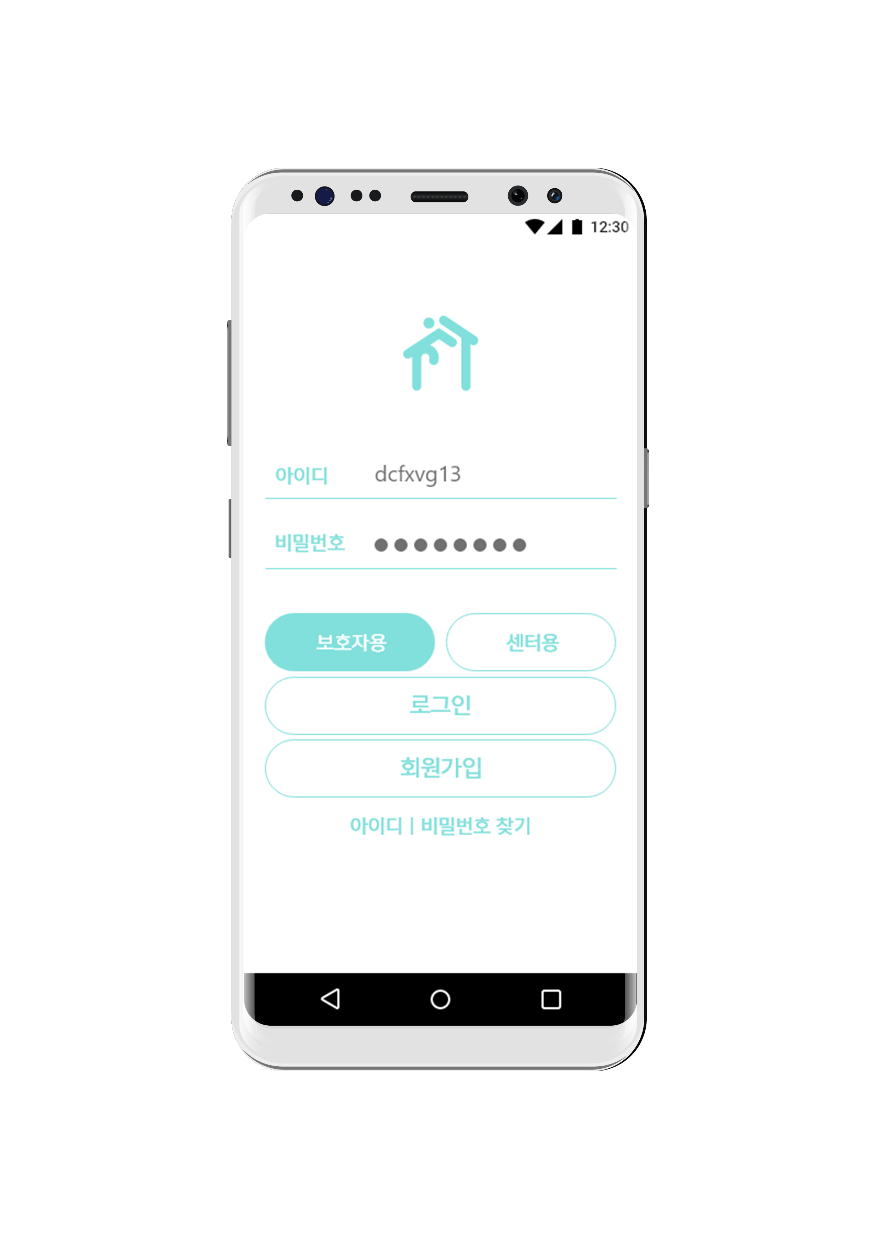 12:30
아이디 dcfxvg13
비밀번호 ●●●●●●●●
보호자용 센터용
로그인
회원가입
아이디 | 비밀번호 찾기